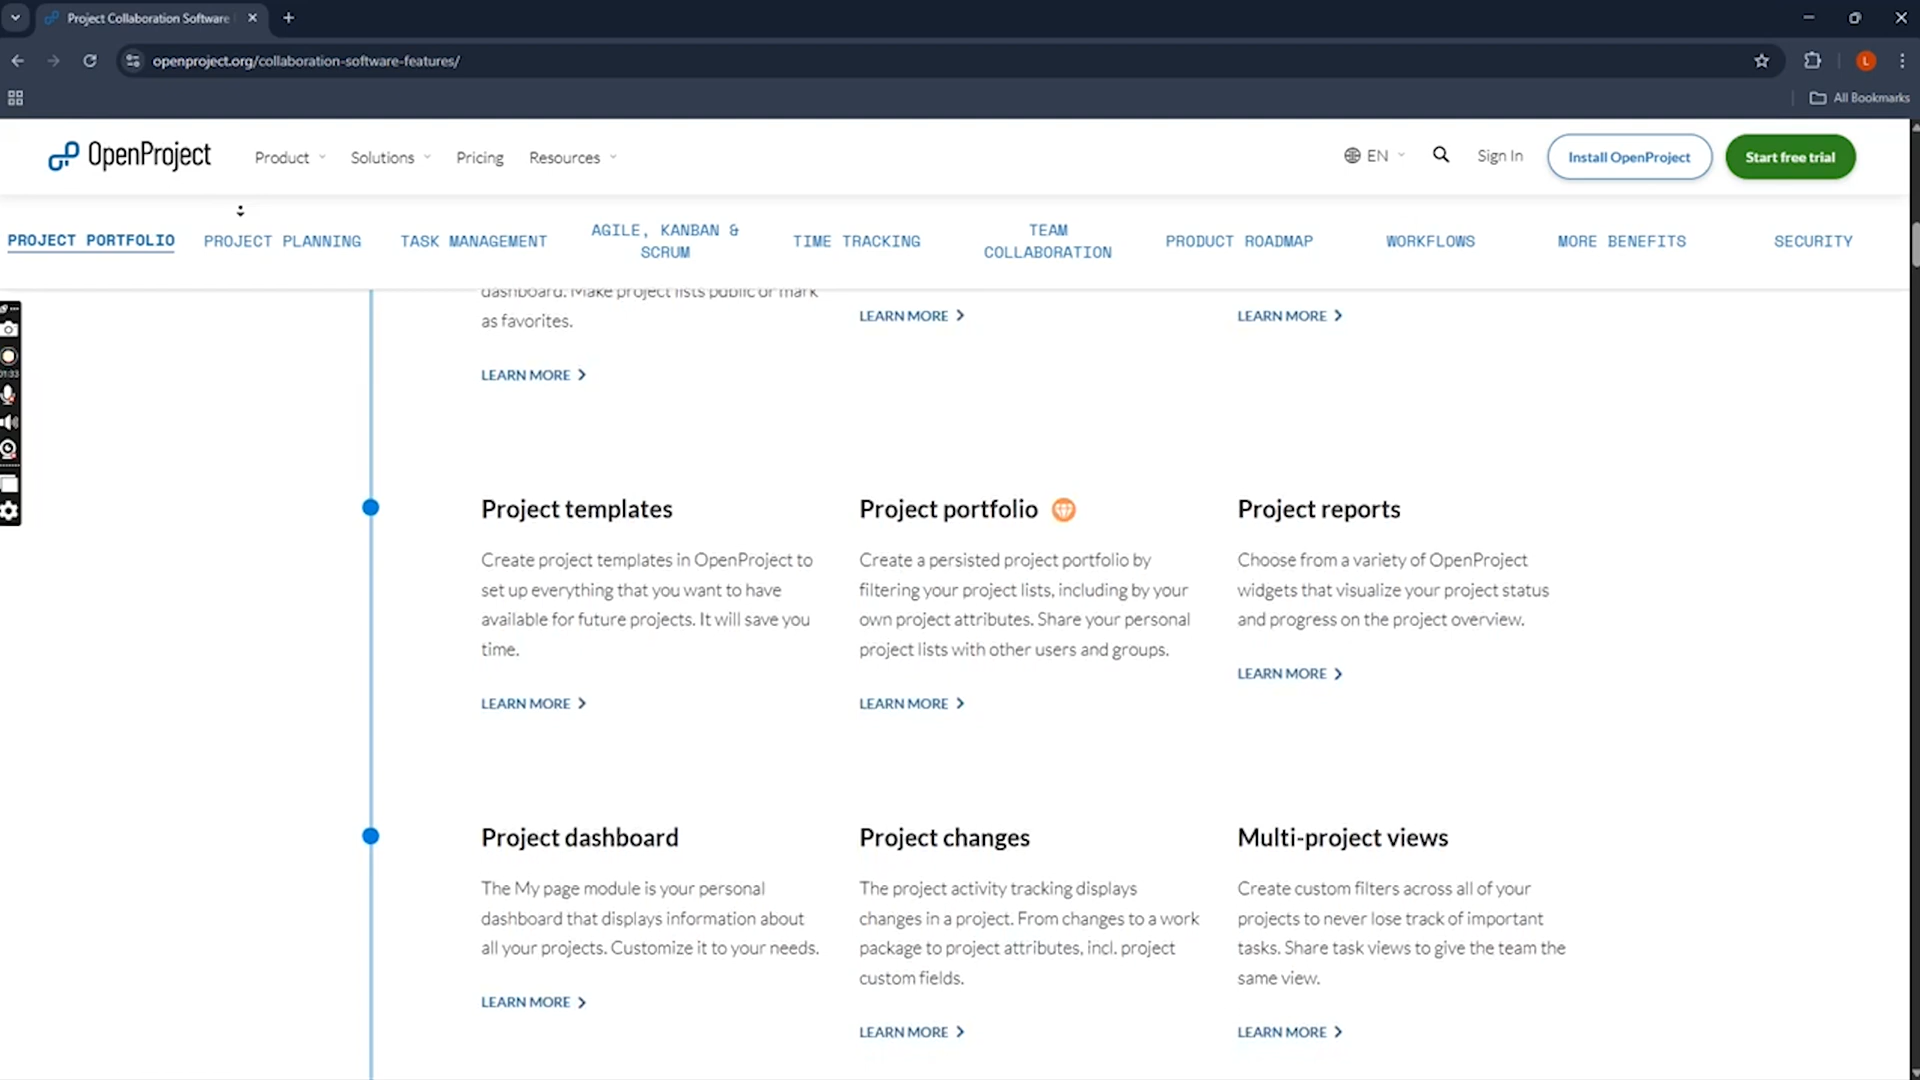 Project Collaboration Software
openproject.org/collaboration-software-features/
L
All Bookmarks
OpenProject
Product
Solutions
Pricing
Resources
EN
Sign In
Install OpenProject
Start free trial
PROJECT PORTFOLIO
PROJECT PLANNING
TASK MANAGEMENT
AGILE, KANBAN &
SCRUM
TIME TRACKING
TEAM
COLLABORATION
PRODUCT ROADMAP
WORKFLOWS
MORE BENEFITS
SECURITY
dashboard. Make project lists public or mark
as favorites.
LEARN MORE
LEARN MORE
LEARN MORE
01:33
Project templates
Create project templates in OpenProject to
set up everything that you want to have
available for future projects. It will save you
time.
LEARN MORE
Project portfolio
Create a persisted project portfolio by
filtering your project lists, including by your
own project attributes. Share your personal
project lists with other users and groups.
LEARN MORE
Project reports
Choose from a variety of OpenProject
widgets that visualize your project status
and progress on the project overview.
LEARN MORE
Project dashboard
The My page module is your personal
dashboard that displays information about
all your projects. Customize it to your needs.
LEARN MORE
Project changes
The project activity tracking displays
changes in a project. From changes to a work
package to project attributes, incl. project
custom fields.
LEARN MORE
Multi-project views
Create custom filters across all of your
projects to never lose track of important
tasks. Share task views to give the team the
same view.
LEARN MORE